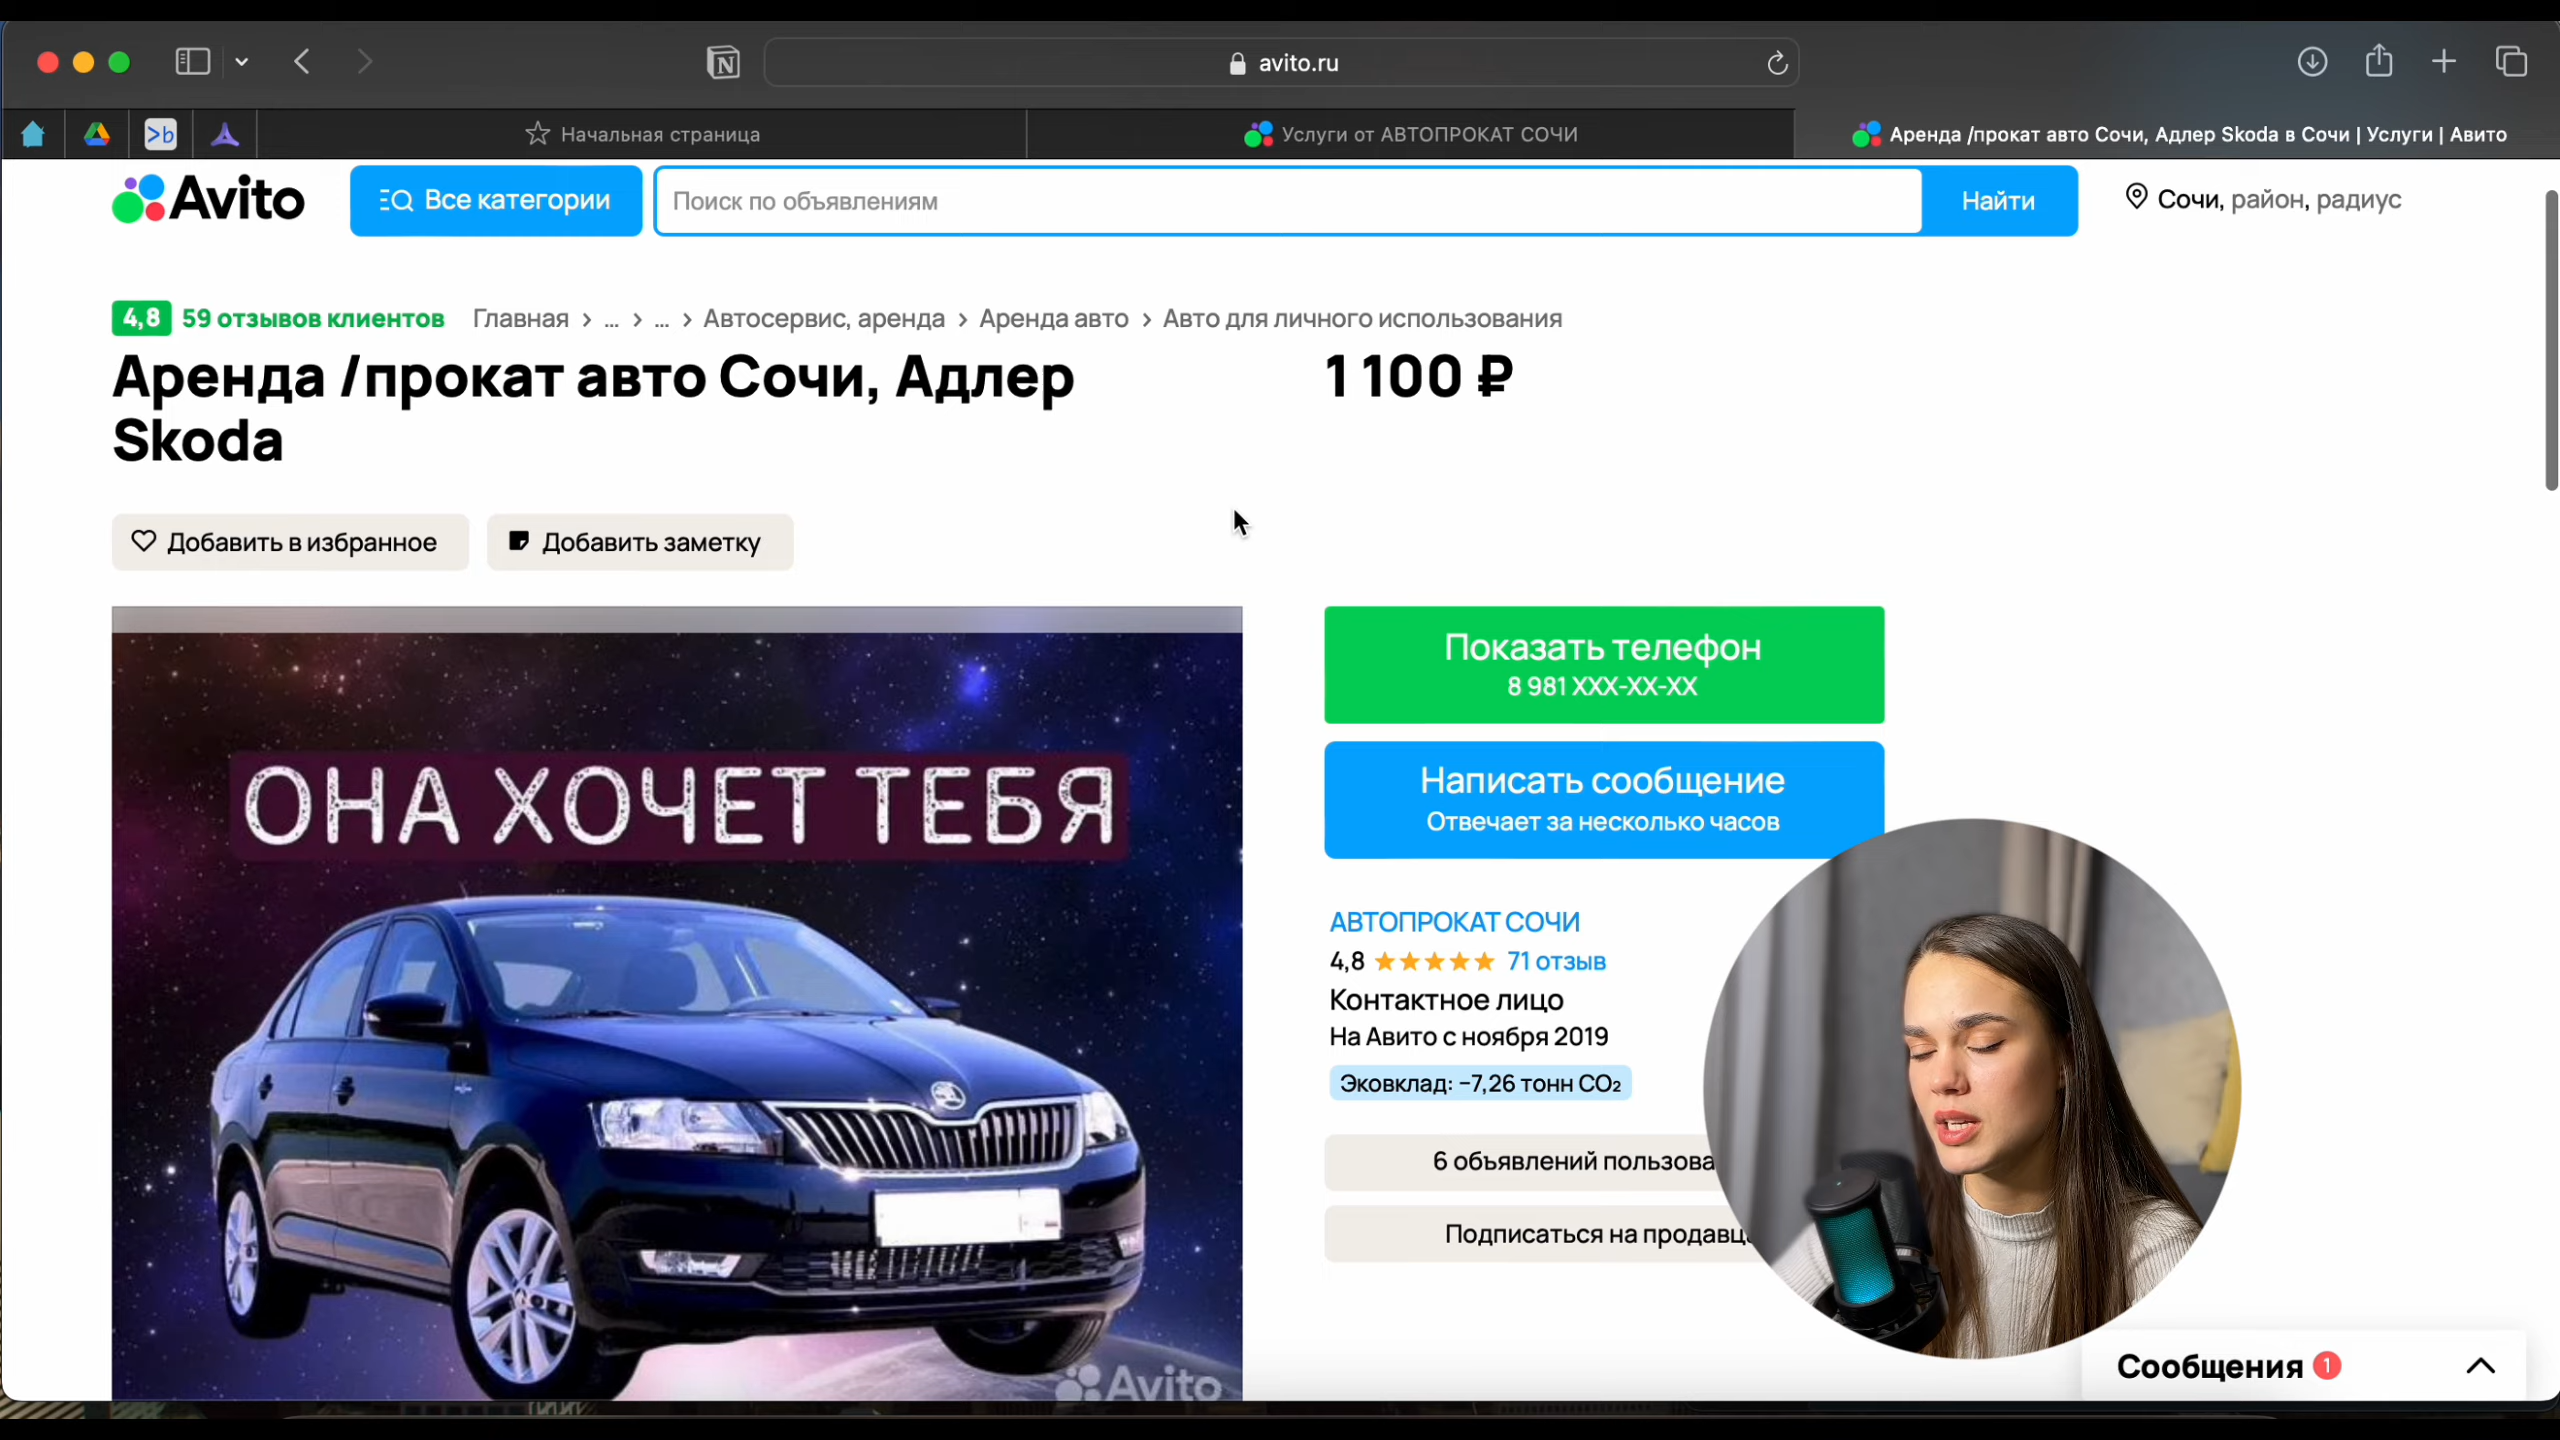 avito.ru
>b
Начальная страница
Услуги от АВТОПРОКАТ СОЧИ
Аренда /прокат авто Сочи, Адлер Skoda в Сочи | Услуги | Авито
Avito
Все категории
Поиск по объявлениям
Найти
Сочи, район, радиус
4,8 59 отзывов клиентов
Главная › ... › ... › Автосервис, аренда › Аренда авто › Авто для личного использования
Аренда /прокат авто Сочи, Адлер
Skoda
1 100 ₽
Добавить в избранное
Добавить заметку
ОНА ХОЧЕТ ТЕБЯ
Avito
Показать телефон
8 981 XXX-XX-XX
Написать сообщение
Отвечает за несколько часов
АВТОПРОКАТ СОЧИ
4,8 ★★★★★ 71 отзыв
Контактное лицо
На Авито с ноября 2019
Эковклад: −7,26 тонн CO₂
6 объявлений пользова
Подписаться на продавца
Сообщения 1